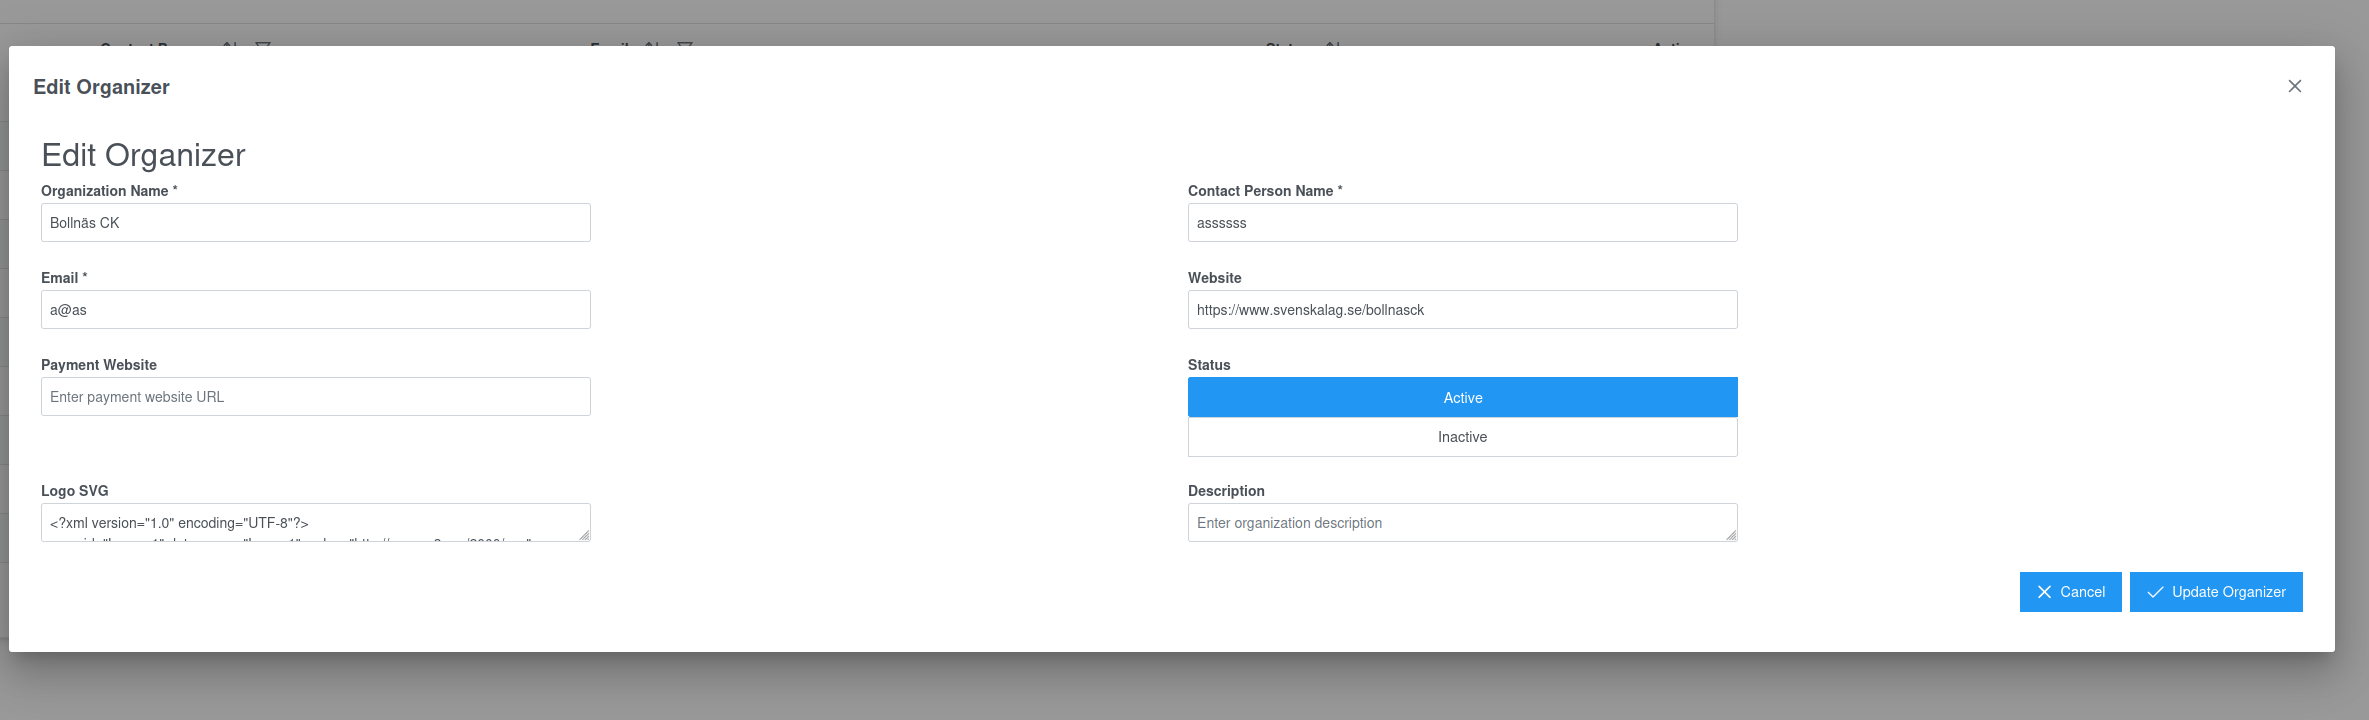 Edit Organizer
Edit Organizer
Organization Name *
Contact Person Name *
Bollnäs CK
assssss
Email *
Website
a@as
https://www.svenskalag.se/bollnasck
Payment Website
Status
Enter payment website URL
Active
Inactive
Logo SVG
Description
<?xml version="1.0" encoding="UTF-8"?>
Enter organization description
Cancel
Update Organizer